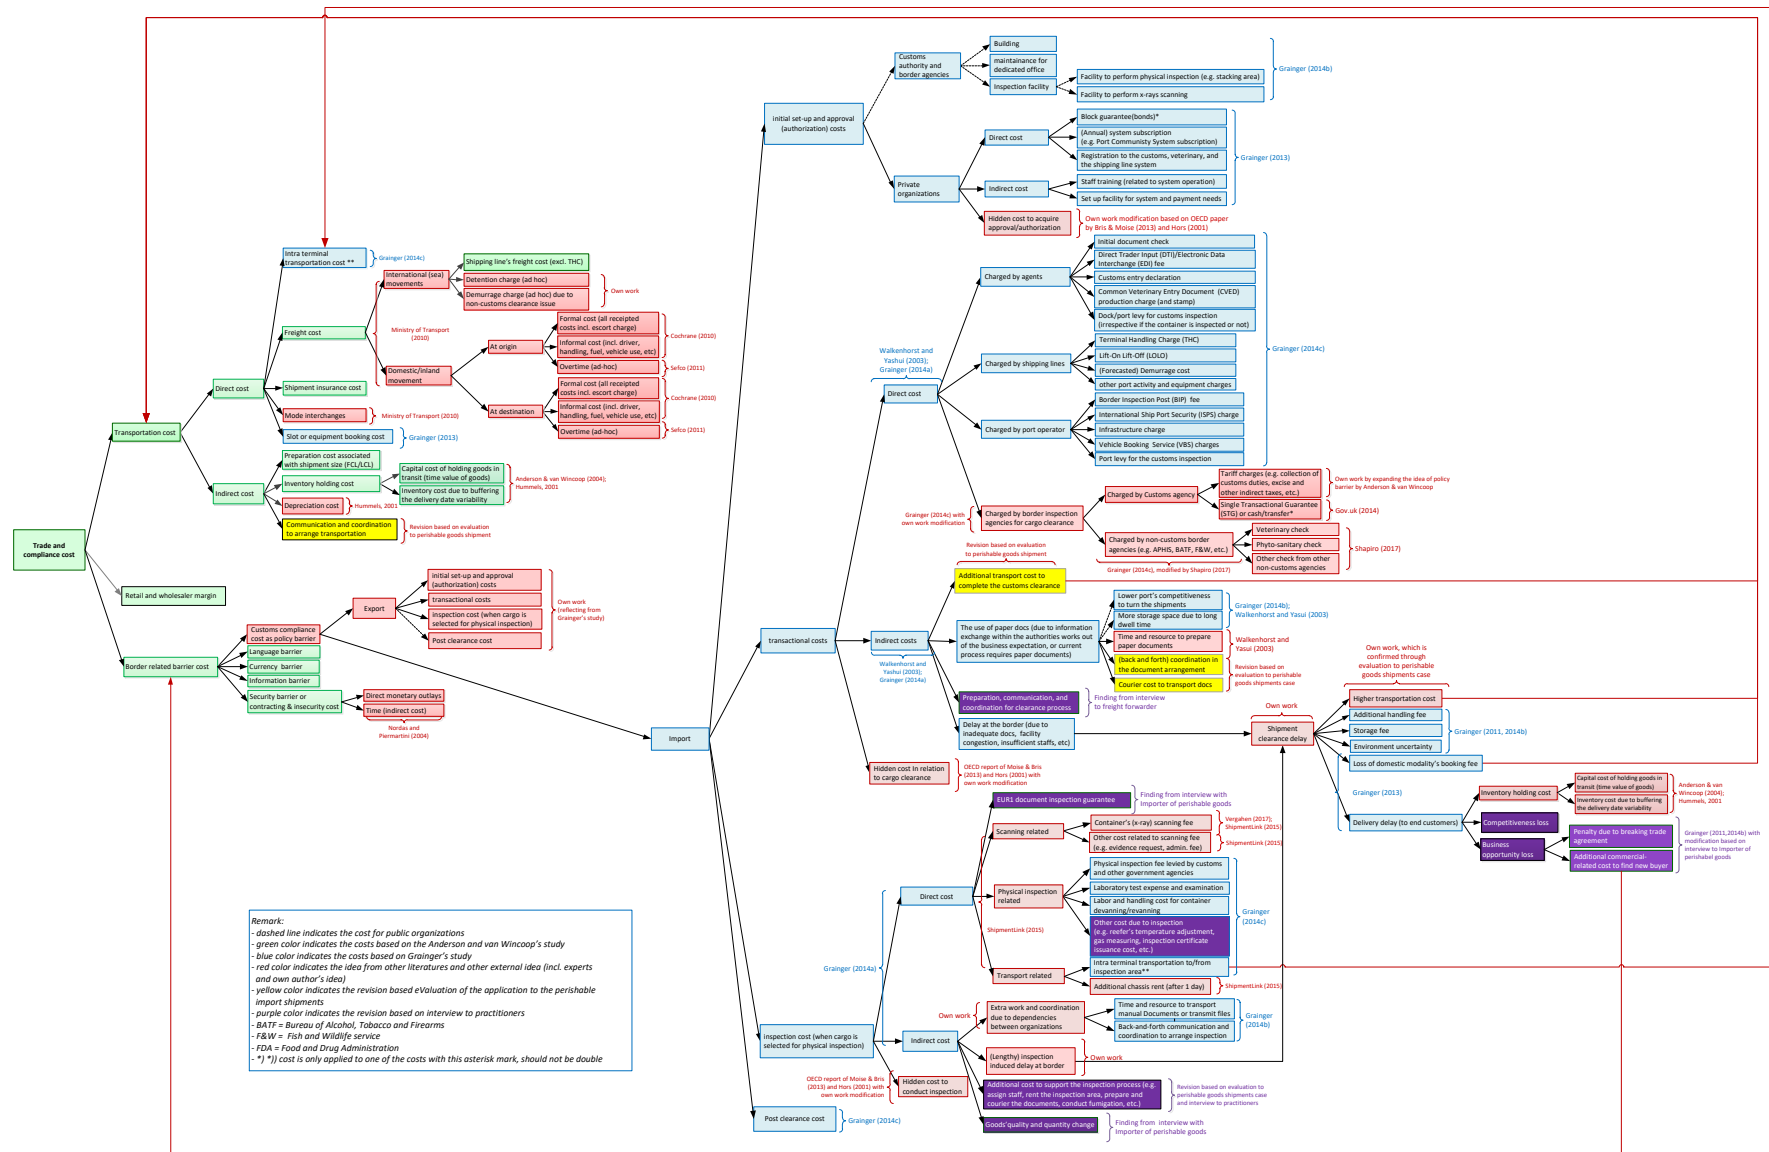 Trade and
compliance cost
Transportation cost
Retail and wholesaler margin
Border related barrier cost
Direct cost
Indirect cost
Intra terminal
transportation cost **
Grainger (2014c)
Freight cost
Shipment insurance cost
Mode interchanges
Ministry of Transport (2010)
Slot or equipment booking cost
Grainger (2013)
International (sea)
movements
Ministry of Transport
(2010)
Domestic/inland
movement
Shipping line's freight cost (excl. THC)
Detention charge (ad hoc)
Demurrage charge (ad hoc) due to
non-customs clearance issue
Own work
At origin
Formal cost (all receipted
costs incl. escort charge)
Informal cost (incl. driver,
handling, fuel, vehicle use, etc)
Overtime (ad-hoc)
Cochrane (2010)
Sefco (2011)
At destination
Formal cost (all receipted
costs incl. escort charge)
Informal cost (incl. driver,
handling, fuel, vehicle use, etc)
Overtime (ad-hoc)
Cochrane (2010)
Sefco (2011)
Preparation cost associated
with shipment size (FCL/LCL)
Inventory holding cost
Capital cost of holding goods in
transit (time value of goods)
Inventory cost due to buffering
the delivery date variability
Anderson & van Wincoop (2004);
Hummels, 2001
Depreciation cost
Hummels, 2001
Communication and coordination
to arrange transportation
Revision based on evaluation
to perishable goods shipment
Customs compliance
cost as policy barrier
Language barrier
Currency barrier
Information barrier
Security barrier or
contracting & insecurity cost
Direct monetary outlays
Time (indirect cost)
Nordas and
Piermartini (2004)
Export
initial set-up and approval
(authorization) costs
transactional costs
inspection cost (when cargo is
selected for physical inspection)
Post clearance cost
Own work
(reflecting from
Grainger's study)
Import
initial set-up and approval
(authorization) costs
Customs
authority and
border agencies
Building
maintainance for
dedicated office
Inspection facility
Facility to perform physical inspection (e.g. stacking area)
Facility to perform x-rays scanning
Grainger (2014b)
Private
organizations
Direct cost
Block guarantee(bonds)*
(Annual) system subscription
(e.g. Port Communisty System subscription)
Registration to the customs, veterinary, and
the shipping line system
Indirect cost
Staff training (related to system operation)
Set up facility for system and payment needs
Grainger (2013)
Hidden cost to acquire
approval/authorization
Own work modification based on OECD paper
by Bris & Moise (2013) and Hors (2001)
transactional costs
Walkenhorst and
Yashui (2003);
Grainger (2014a)
Direct cost
Charged by agents
Initial document check
Direct Trader Input (DTI)/Electronic Data
Interchange (EDI) fee
Customs entry declaration
Common Veterinary Entry Document (CVED)
production charge (and stamp)
Dock/port levy for customs inspection
(irrespective if the container is inspected or not)
Charged by shipping lines
Terminal Handling Charge (THC)
Lift-On Lift-Off (LOLO)
(Forecasted) Demurrage cost
other port activity and equipment charges
Charged by port operator
Border Inspection Post (BIP) fee
International Ship Port Security (ISPS) charge
Infrastructure charge
Vehicle Booking Service (VBS) charges
Port levy for the customs inspection
Grainger (2014c)
Grainger (2014c) with
own work modification
Charged by border inspection
agencies for cargo clearance
Charged by Customs agency
Tariff charges (e.g. collection of
customs duties, excise and
other indirect taxes, etc.)
Own work by expanding the idea of policy
barrier by Anderson & van Wincoop
Single Transactional Guarantee
(STG) or cash/transfer*
Gov.uk (2014)
Charged by non-customs border
agencies (e.g. APHIS, BATF, F&W, etc.)
Grainger (2014c), modified by Shapiro (2017)
Veterinary check
Phyto-sanitary check
Other check from other
non-customs agencies
Shapiro (2017)
Indirect costs
Walkenhorst and
Yashui (2003);
Grainger (2014a)
Revision based on evaluation
to perishable goods shipment
Additional transport cost to
complete the customs clearance
The use of paper docs (due to information
exchange within the authorities works out
of the business expectation, or current
process requires paper documents)
Lower port's competitiveness
to turn the shipments
More storage space due to long
dwell time
Grainger (2014b);
Walkenhorst and Yasui (2003)
Time and resource to prepare
paper documents
Walkenhorst and
Yasui (2003)
(back and forth) coordination in
the document arrangement
Courier cost to transport docs
Revision based on
evaluation to perishable
goods shipments case
Preparation, communication, and
coordination for clearance process
Finding from interview
to freight forwarder
Delay at the border (due to
inadequate docs, facility
congestion, insufficient staffs, etc)
Hidden cost In relation
to cargo clearance
OECD report of Moise & Bris
(2013) and Hors (2001) with
own work modification
Own work
Shipment
clearance delay
Own work, which is
confirmed through
evaluation to perishable
goods shipments case
Higher transportation cost
Additional handling fee
Storage fee
Environment uncertainty
Grainger (2011, 2014b)
Loss of domestic modality's booking fee
Grainger (2013)
Delivery delay (to end customers)
Inventory holding cost
Capital cost of holding goods in
transit (time value of goods)
Inventory cost due to buffering
the delivery date variability
Anderson & van
Wincoop (2004);
Hummels, 2001
Competitiveness loss
Business
opportunity loss
Penalty due to breaking trade
agreement
Additional commercial-
related cost to find new buyer
Grainger (2011,2014b) with
modification based on
interview to Importer of
perishabel goods
inspection cost (when cargo is
selected for physical inspection)
Grainger (2014a)
Direct cost
EUR1 document inspection guarantee
Finding from interview with
Importer of perishable goods
Scanning related
Container's (x-ray) scanning fee
Vergahen (2017);
ShipmentLink (2015)
Other cost related to scanning fee
(e.g. evidence request, admin. fee)
ShipmentLink (2015)
Physical inspection
related
ShipmentLink (2015)
Physical inspection fee levied by customs
and other government agencies
Laboratory test expense and examination
Labor and handling cost for container
devanning/revanning
Other cost due to inspection
(e.g. reefer's temperature adjustment,
gas measuring, inspection certificate
issuance cost, etc.)
Grainger
(2014c)
Transport related
Intra terminal transportation to/from
inspection area**
Additional chassis rent (after 1 day)
ShipmentLink (2015)
Indirect cost
Own work
Extra work and coordination
due to dependencies
between organizations
Time and resource to transport
manual Documents or transmit files
Back-and-forth communication and
coordination to arrange inspection
Grainger
(2014b)
(Lengthy) inspection
induced delay at border
Own work
Additional cost to support the inspection process (e.g.
assign staff, rent the inspection area, prepare and
courier the documents, conduct fumigation, etc.)
Revision based on evaluation to
perishable goods shipments case
and interview to practitioners
Goods'quality and quantity change
Finding from interview with
Importer of perishable goods
OECD report of Moise & Bris
(2013) and Hors (2001) with
own work modification
Hidden cost to
conduct inspection
Post clearance cost
Grainger (2014c)
Remark:
- dashed line indicates the cost for public organizations
- green color indicates the costs based on the Anderson and van Wincoop's study
- blue color indicates the costs based on Grainger's study
- red color indicates the idea from other literatures and other external idea (incl. experts
and own author's idea)
- yellow color indicates the revision based eValuation of the application to the perishable
import shipments
- purple color indicates the revision based on interview to practitioners
- BATF = Bureau of Alcohol, Tobacco and Firearms
- F&W = Fish and Wildlife service
- FDA = Food and Drug Administration
- *) *)) cost is only applied to one of the costs with this asterisk mark, should not be double